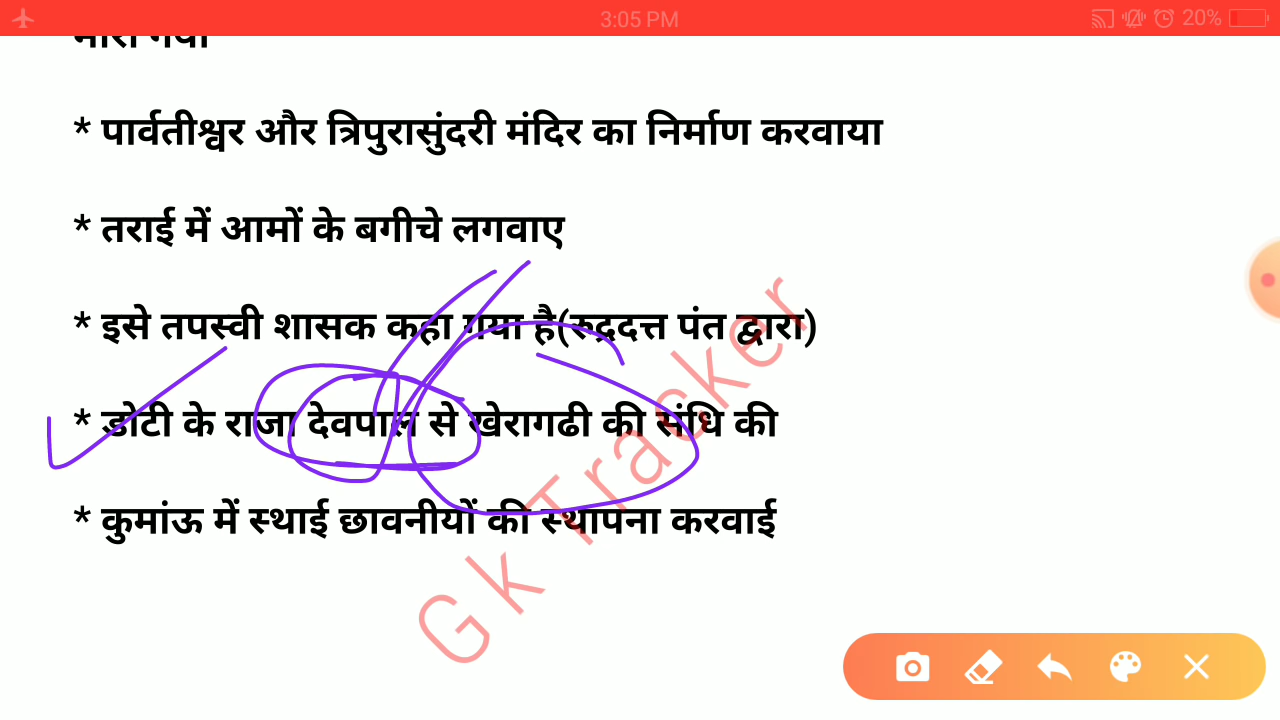 3:05 PM
20%
* पार्वतीश्वर और त्रिपुरासुंदरी मंदिर का निर्माण करवाया
* तराई में आमों के बगीचे लगवाए
* इसे तपस्वी शासक कहा गया है(रुद्रदत्त पंत द्वारा)
* डोटी के राजा देवपाल से खेरागढी की संधि की
* कुमांऊ में स्थाई छावनीयों की स्थापना करवाई
Gk Tracker